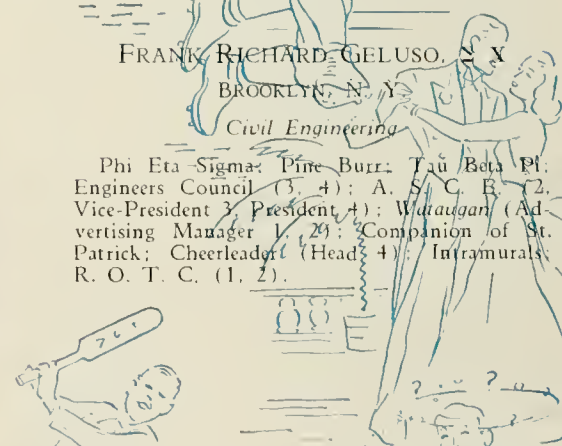 FRANK RICHARD GELUSO, Σ X
BROOKLYN, N. Y.
Civil Engineering
Phi Eta Sigma; Pine Burr; Tau Beta Pi;
Engineers Council (3, 4); A. S. C. E. (2,
Vice-President 3, President 4); Wataugan (Ad-
vertising Manager 1, 2); Companion of St.
Patrick; Cheerleader (Head 4); Intramurals;
R. O. T. C. (1, 2).
? ?